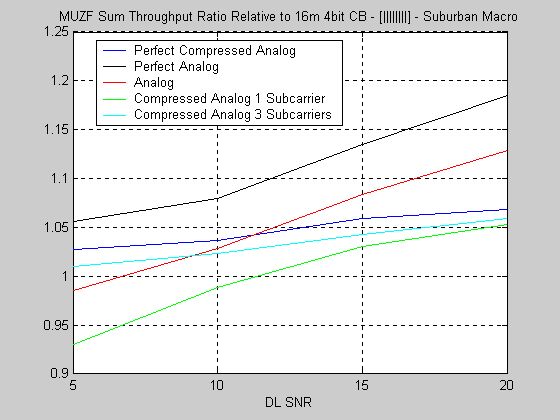 MUZF Sum Throughput Ratio Relative to 16m 4bit CB - [||||||||] - Suburban Macro
1.25
Perfect Compressed Analog
Perfect Analog
Analog
Compressed Analog 1 Subcarrier
Compressed Analog 3 Subcarriers
1.2
1.15
1.1
1.05
1
0.95
0.9
5
10
15
20
DL SNR